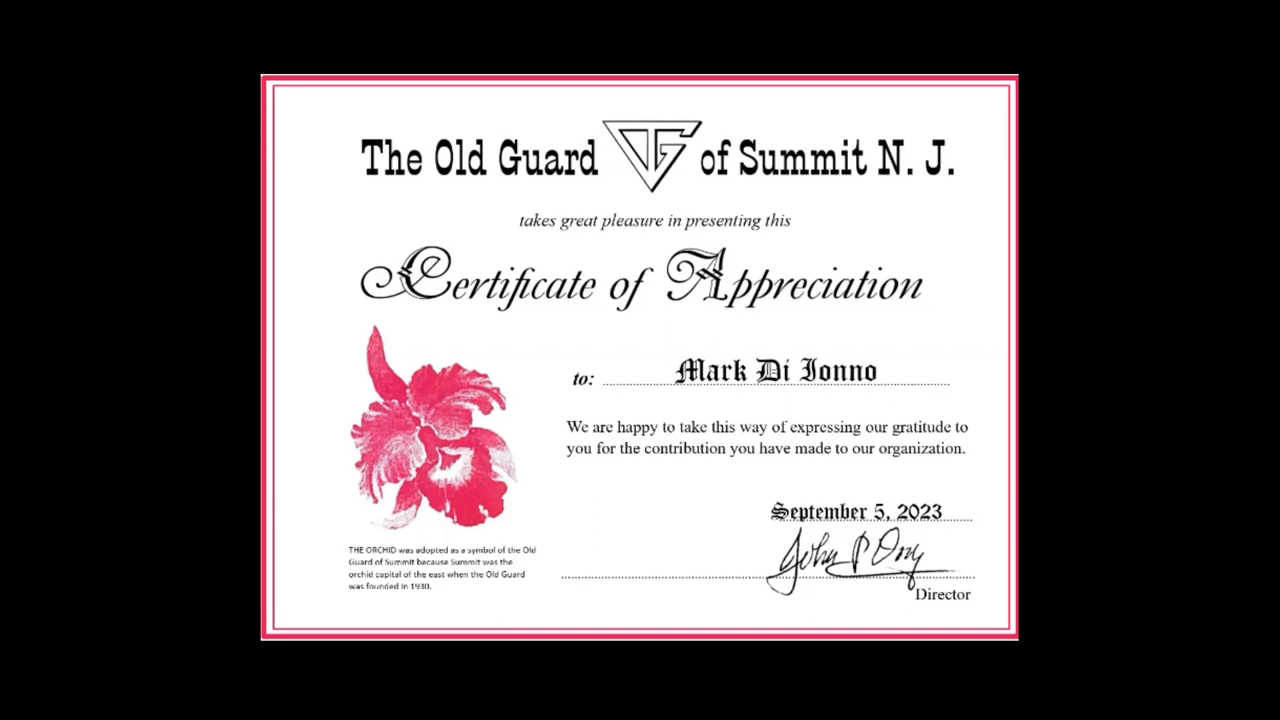 The Old Guard OG of Summit N. J.
takes great pleasure in presenting this
Certificate of Appreciation
to: Mark Di Ionno
We are happy to take this way of expressing our gratitude to
you for the contribution you have made to our organization.
September 5, 2023
John P
Director
THE ORCHID was adopted as a symbol of the Old
Guard of Summit because Summit was the
orchid capital of the east when the Old Guard
was founded in 1930.